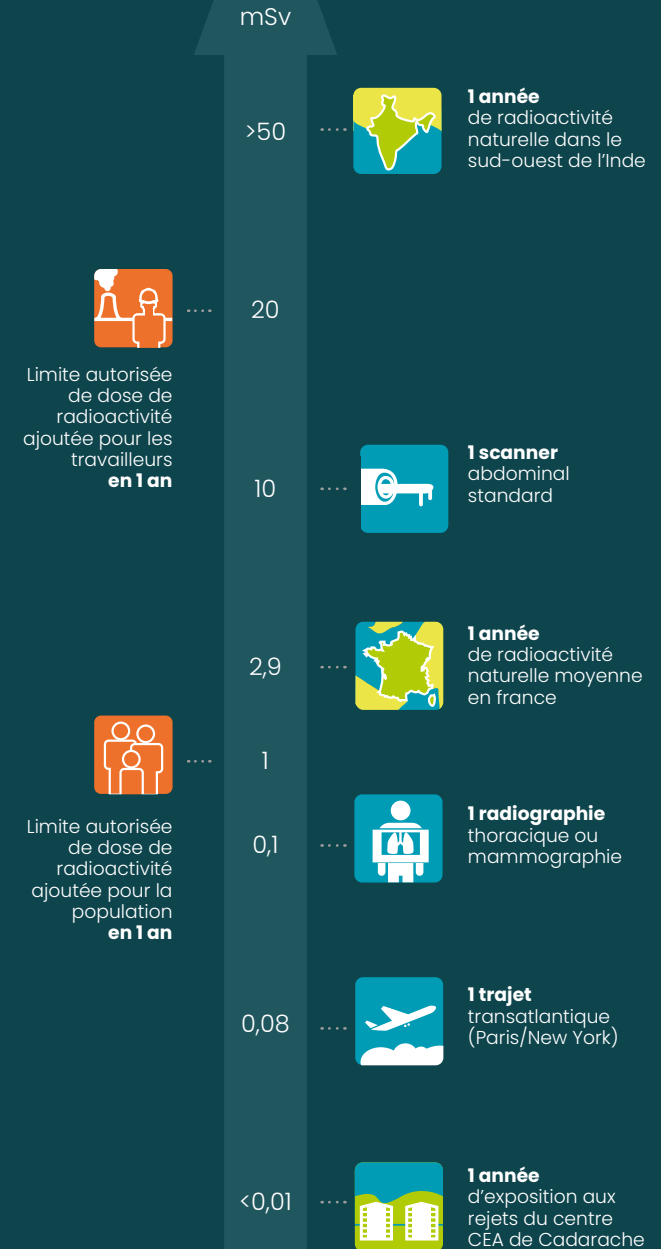 mSv
>50
1 année
de radioactivité
naturelle dans le
sud-ouest de l'Inde
20
Limite autorisée
de dose de
radioactivité
ajoutée pour les
travailleurs
en 1 an
10
1 scanner
abdominal
standard
2,9
1 année
de radioactivité
naturelle moyenne
en france
1
Limite autorisée
de dose de
radioactivité
ajoutée pour la
population
en 1 an
0,1
1 radiographie
thoracique ou
mammographie
0,08
1 trajet
transatlantique
(Paris/New York)
<0,01
1 année
d'exposition aux
rejets du centre
CEA de Cadarache